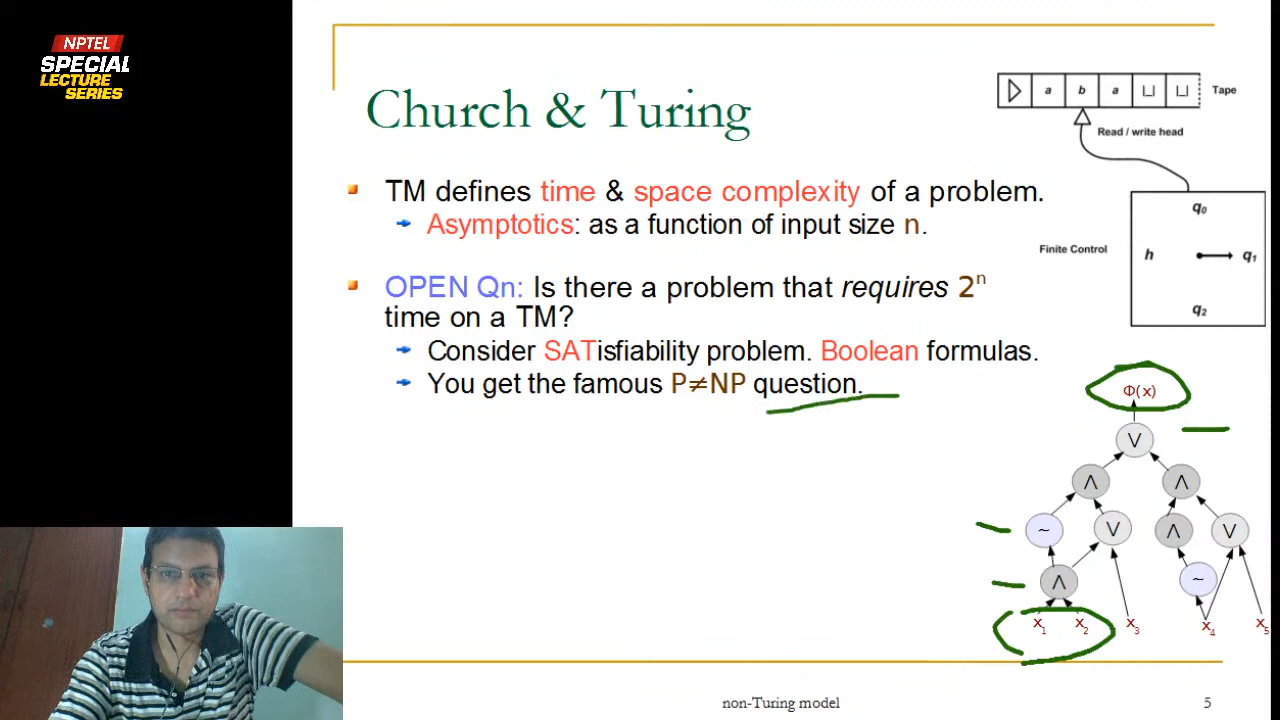 NPTEL
SPECIAL
LECTURE
SERIES
Church & Turing
TM defines time & space complexity of a problem.
Asymptotics: as a function of input size n.
OPEN Qn: Is there a problem that requires 2ⁿ
time on a TM?
Consider SATisfiability problem. Boolean formulas.
You get the famous P≠NP question.
▷ a b a ⊔ ⊔ Tape
Read / write head
q₀
Finite Control
h q₁
q₂
Φ(x)
V
Λ Λ
~ V Λ V
Λ ~
x₁ x₂ x₃ x₄ x₅
non-Turing model
5